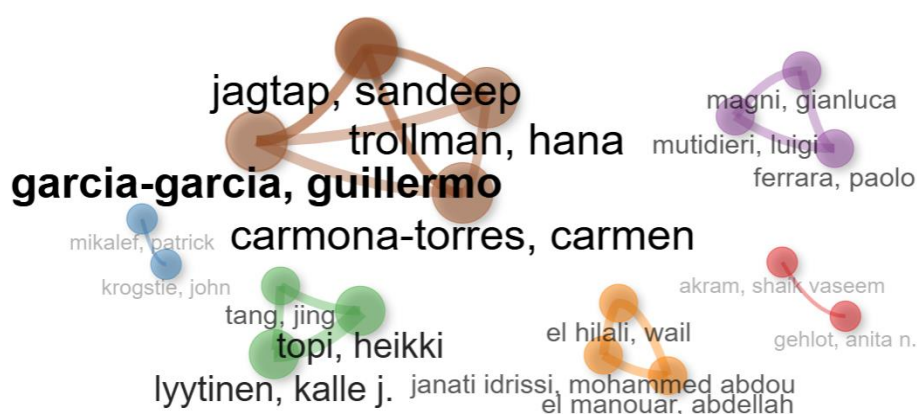 jagtap, sandeep
magni, gianluca
trollman, hana
mutidieri, luigi
ferrara, paolo
garcia-garcia, guillermo
mikalef, patrick
carmona-torres, carmen
krogstie, john
akram, shaik vaseem
tang, jing
el hilali, wail
gehlot, anita n.
topi, heikki
lyytinen, kalle j.
janati idrissi, mohammed abdou
el manouar, abdellah